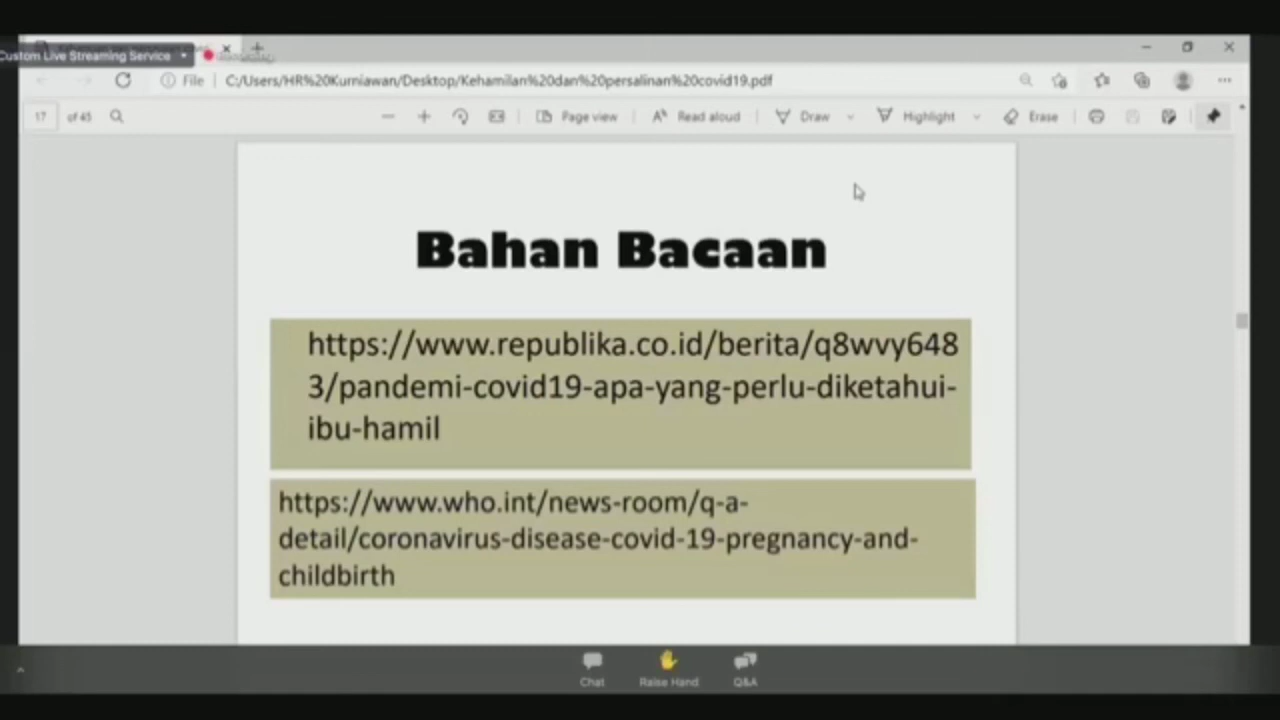 Custom Live Streaming Service
File
C:/Users/HR%20Kurniawan/Desktop/Kehamilan%20dan%20persalinan%20covid19.pdf
17 of 45
Page view
Read aloud
Draw
Highlight
Erase
Bahan Bacaan
https://www.republika.co.id/berita/q8wvy648
3/pandemi-covid19-apa-yang-perlu-diketahui-
ibu-hamil
https://www.who.int/news-room/q-a-
detail/coronavirus-disease-covid-19-pregnancy-and-
childbirth
Chat
Raise Hand
Q&A